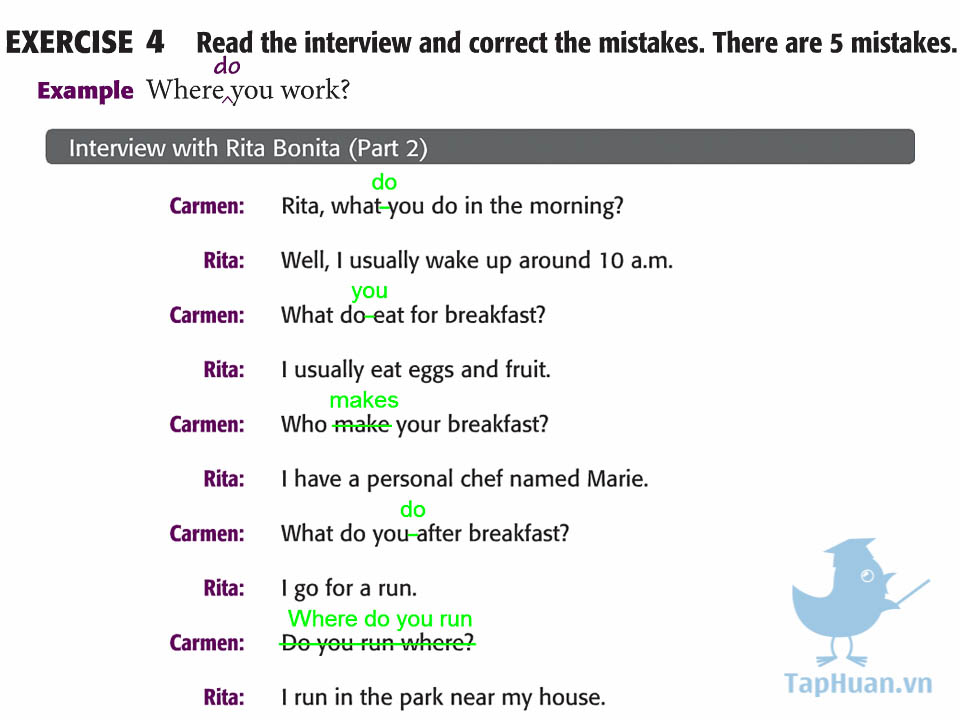 EXERCISE 4 Read the interview and correct the mistakes. There are 5 mistakes.
do
Example Where you work?
Interview with Rita Bonita (Part 2)
do
Carmen: Rita, what you do in the morning?
Rita: Well, I usually wake up around 10 a.m.
you
Carmen: What do eat for breakfast?
Rita: I usually eat eggs and fruit.
makes
Carmen: Who make your breakfast?
Rita: I have a personal chef named Marie.
do
Carmen: What do you after breakfast?
Rita: I go for a run.
Where do you run
Carmen: Do you run where?
Rita: I run in the park near my house.
TapHuan.vn